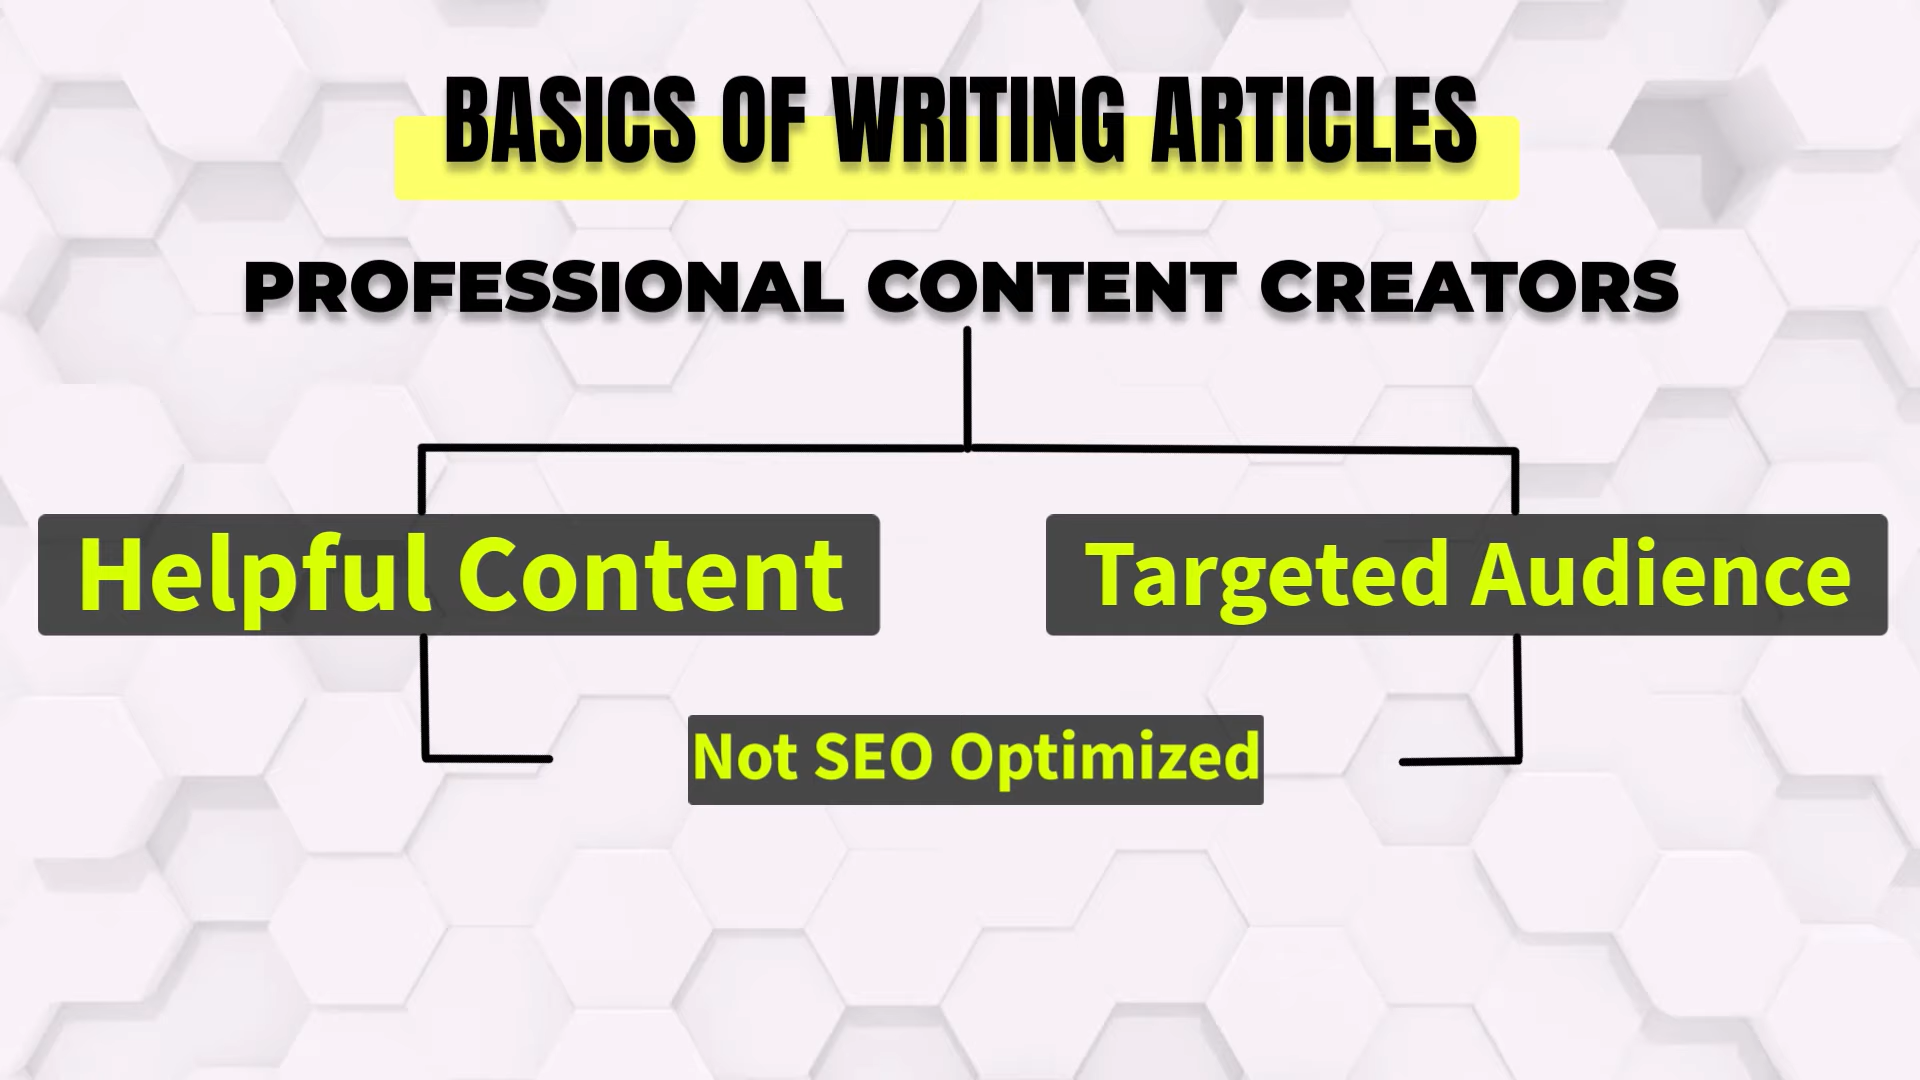 BASICS OF WRITING ARTICLES
PROFESSIONAL CONTENT CREATORS
Helpful Content
Targeted Audience
Not SEO Optimized